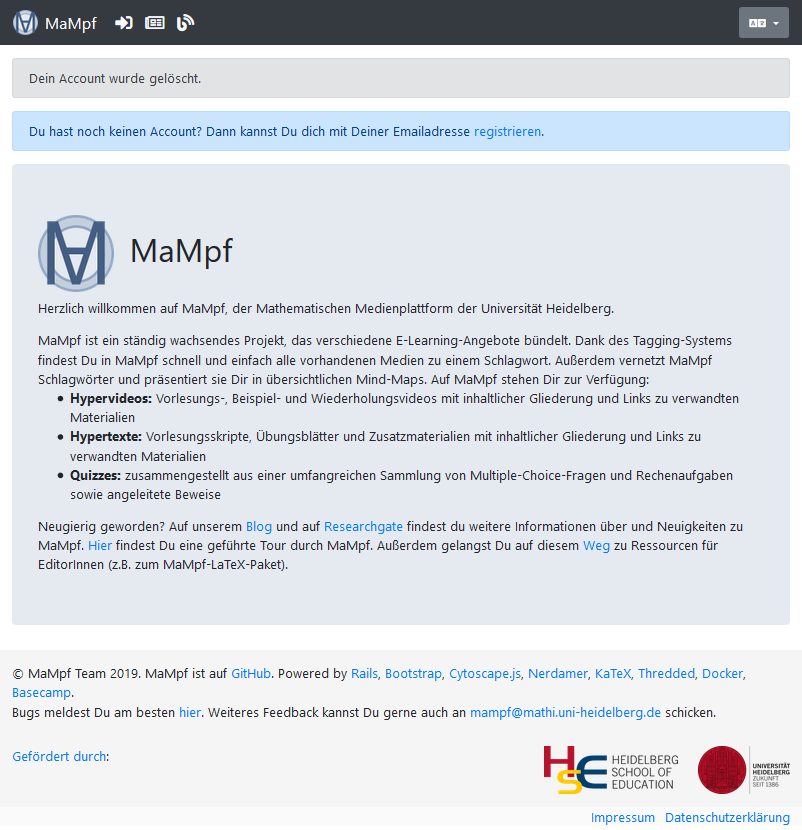 MaMpf
Dein Account wurde gelöscht.
Du hast noch keinen Account? Dann kannst Du dich mit Deiner Emailadresse registrieren.
MaMpf
Herzlich willkommen auf MaMpf, der Mathematischen Medienplattform der Universität Heidelberg.
MaMpf ist ein ständig wachsendes Projekt, das verschiedene E-Learning-Angebote bündelt. Dank des Tagging-Systems
findest Du in MaMpf schnell und einfach alle vorhandenen Medien zu einem Schlagwort. Außerdem vernetzt MaMpf
Schlagwörter und präsentiert sie Dir in übersichtlichen Mind-Maps. Auf MaMpf stehen Dir zur Verfügung:
• Hypervideos: Vorlesungs-, Beispiel- und Wiederholungsvideos mit inhaltlicher Gliederung und Links zu verwandten
Materialien
• Hypertexte: Vorlesungsskripte, Übungsblätter und Zusatzmaterialien mit inhaltlicher Gliederung und Links zu
verwandten Materialien
• Quizzes: zusammengestellt aus einer umfangreichen Sammlung von Multiple-Choice-Fragen und Rechenaufgaben
sowie angeleitete Beweise
Neugierig geworden? Auf unserem Blog und auf Researchgate findest du weitere Informationen über und Neuigkeiten zu
MaMpf. Hier findest Du eine geführte Tour durch MaMpf. Außerdem gelangst Du auf diesem Weg zu Ressourcen für
EditorInnen (z.B. zum MaMpf-LaTeX-Paket).
© MaMpf Team 2019. MaMpf ist auf GitHub. Powered by Rails, Bootstrap, Cytoscape.js, Nerdamer, KaTeX, Thredded, Docker,
Basecamp.
Bugs meldest Du am besten hier. Weiteres Feedback kannst Du gerne auch an mampf@mathi.uni-heidelberg.de schicken.
Gefördert durch:
HSE
HEIDELBERG
SCHOOL OF
EDUCATION
UNIVERSITÄT
HEIDELBERG
ZUKUNFT
SEIT 1386
Impressum Datenschutzerklärung